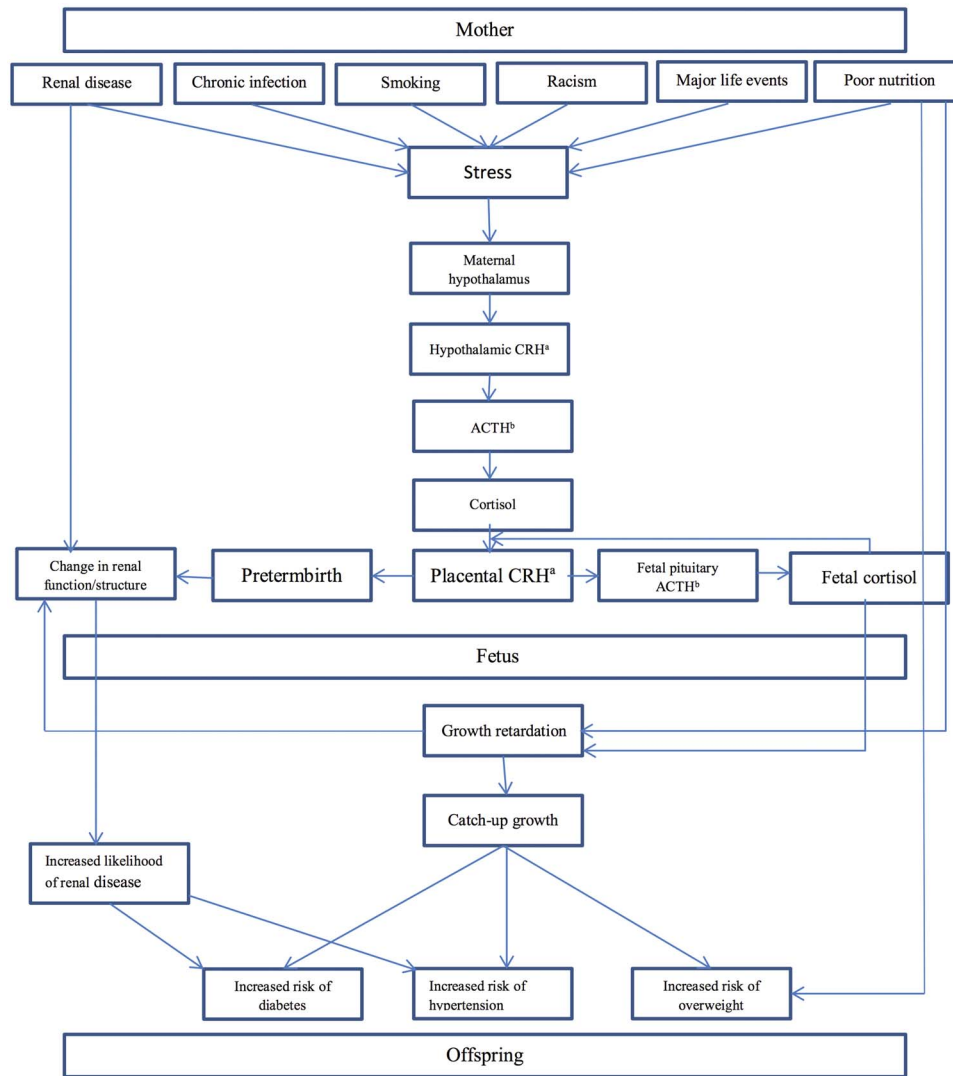 Mother
Renal disease
Chronic infection
Smoking
Racism
Major life events
Poor nutrition
Stress
Maternal
hypothalamus
Hypothalamic CRHᵃ
ACTHᵇ
Cortisol
Change in renal
function/structure
Pretermbirth
Placental CRHᵃ
Fetal pituitary
ACTHᵇ
Fetal cortisol
Fetus
Growth retardation
Catch-up growth
Increased likelihood
of renal disease
Increased risk of
diabetes
Increased risk of
hypertension
Increased risk of
overweight
Offspring